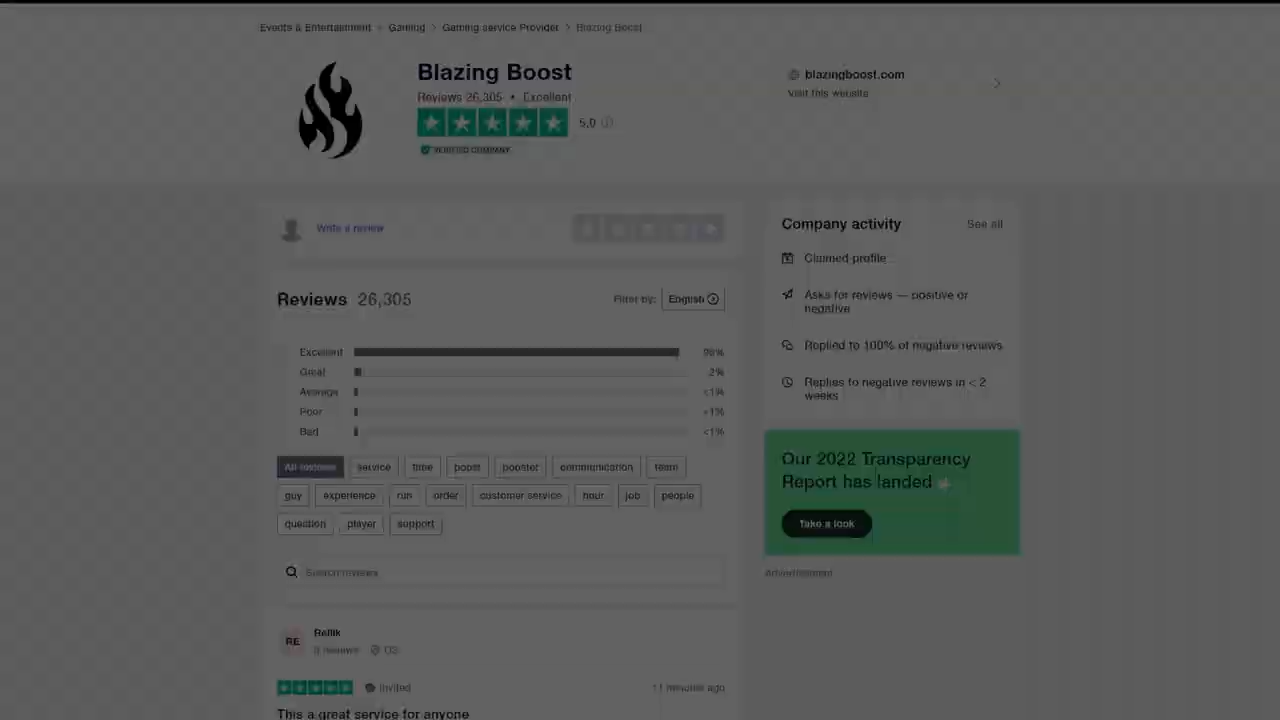 Events & Entertainment > Gaming > Gaming service Provider > Blazing Boost
Blazing Boost
Reviews 26,305 • Excellent
5.0
VERIFIED COMPANY
blazingboost.com
Visit this website
Write a review
Reviews 26,305
Filter by: English
Excellent
Great 2%
Average <1%
Poor <1%
Bad <1%
All reviews service time boost booster communication team
guy experience run order customer service hour job people
question player support
Search reviews
RE Rellik
reviews US
Invited 11 minutes ago
This a great service for anyone
Company activity See all
Claimed profile
Asks for reviews — positive or
negative
Replied to 100% of negative reviews
Replies to negative reviews in < 2
weeks
Our 2022 Transparency
Report has landed
Take a look
Advertisement